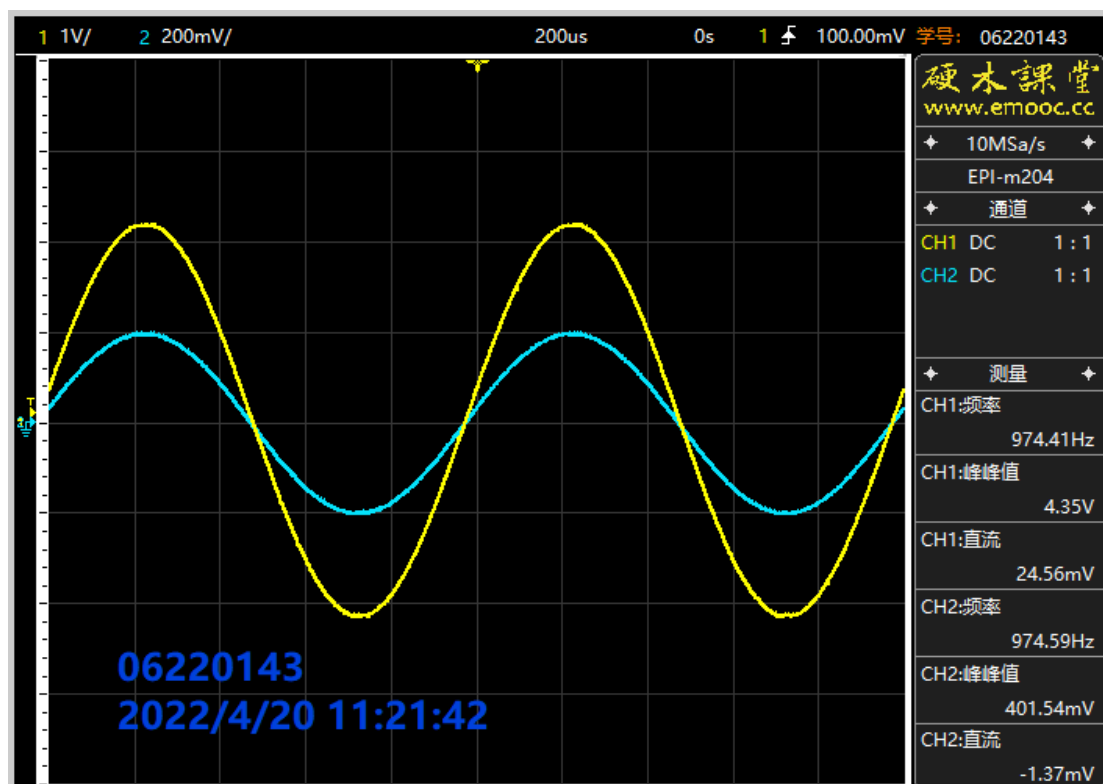 1 1V/ 2 200mV/ 200us 0s 1 100.00mV 学号: 06220143
硬木課堂
www.emooc.cc
10MSa/s
EPI-m204
通道
CH1 DC 1 : 1
CH2 DC 1 : 1
测量
CH1:频率
974.41Hz
CH1:峰峰值
4.35V
CH1:直流
24.56mV
CH2:频率
974.59Hz
CH2:峰峰值
401.54mV
CH2:直流
-1.37mV
T
06220143
2022/4/20 11:21:42